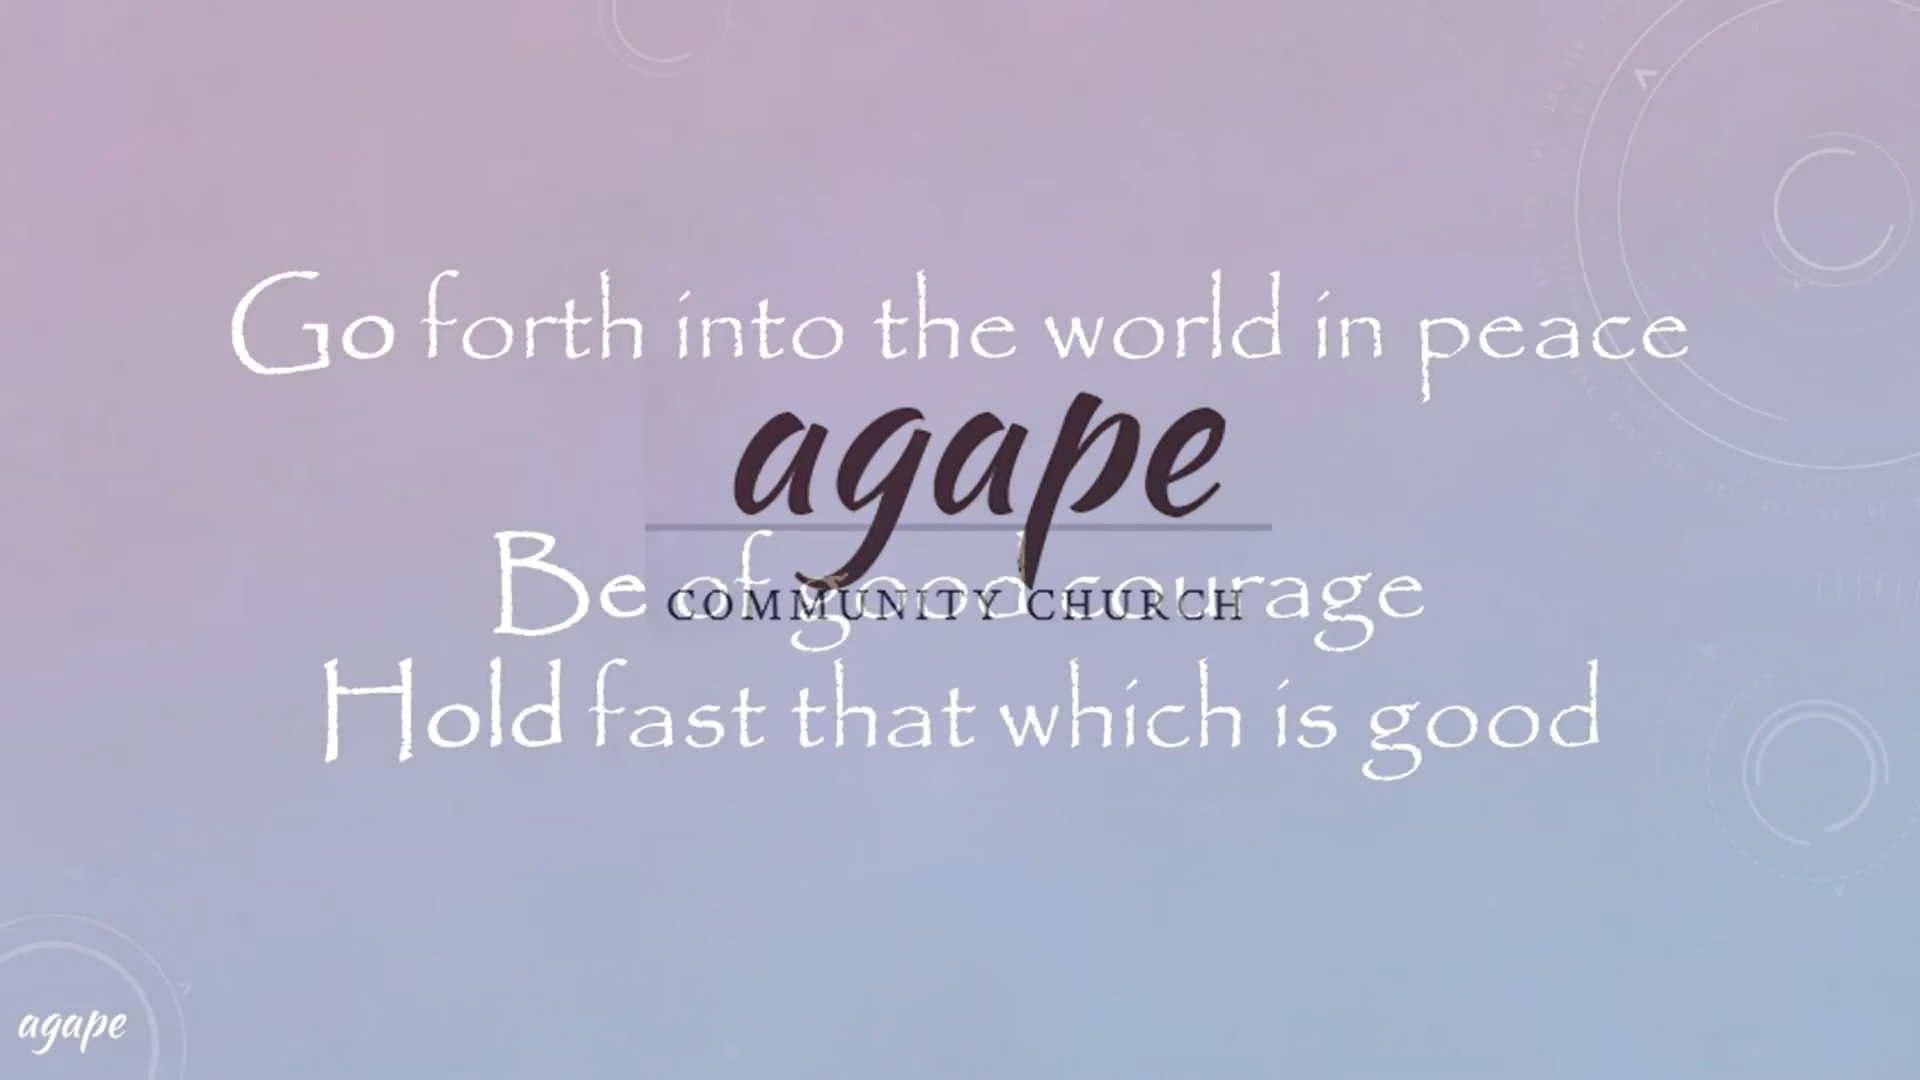 Go forth into the world in peace
agape
Be of good courage
COMMUNITY CHURCH
Hold fast that which is good
agape